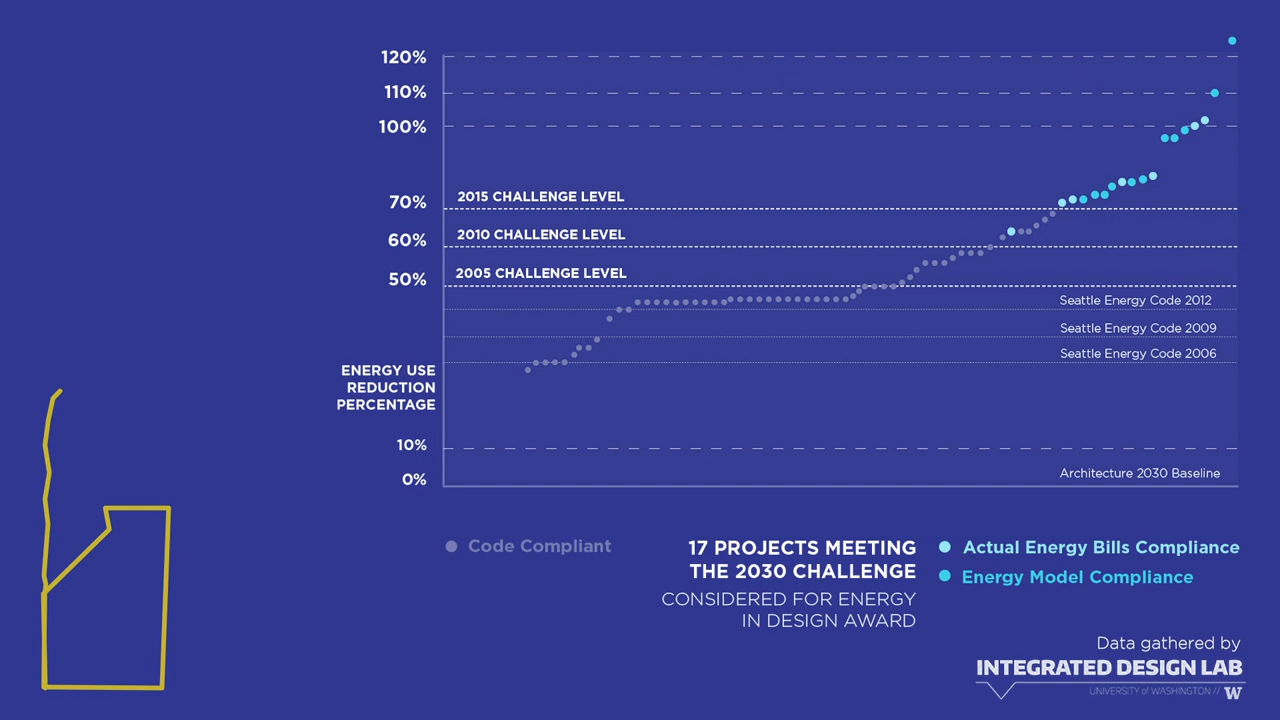 120%
110%
100%
70%
2015 CHALLENGE LEVEL
60%
2010 CHALLENGE LEVEL
50%
2005 CHALLENGE LEVEL
Seattle Energy Code 2012
Seattle Energy Code 2009
Seattle Energy Code 2006
ENERGY USE
REDUCTION
PERCENTAGE
10%
0%
Architecture 2030 Baseline
Code Compliant
17 PROJECTS MEETING
THE 2030 CHALLENGE
CONSIDERED FOR ENERGY
IN DESIGN AWARD
Actual Energy Bills Compliance
Energy Model Compliance
Data gathered by
INTEGRATED DESIGN LAB
UNIVERSITY of WASHINGTON // W